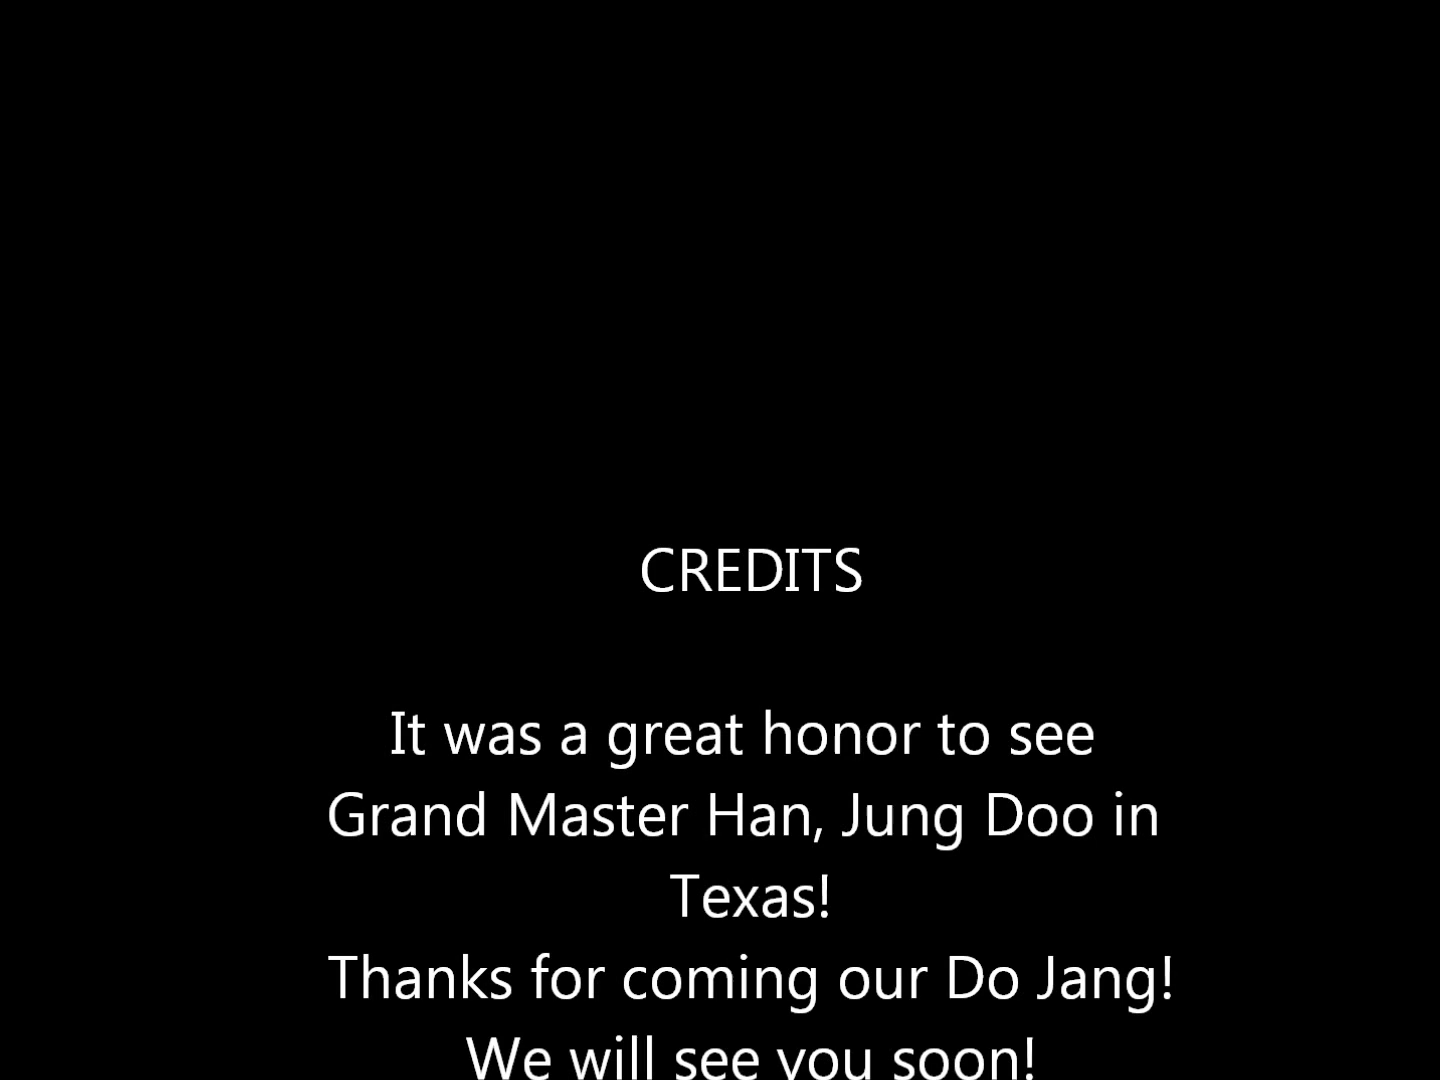 CREDITS
It was a great honor to see
Grand Master Han, Jung Doo in
Texas!
Thanks for coming our Do Jang!
We will see you soon!